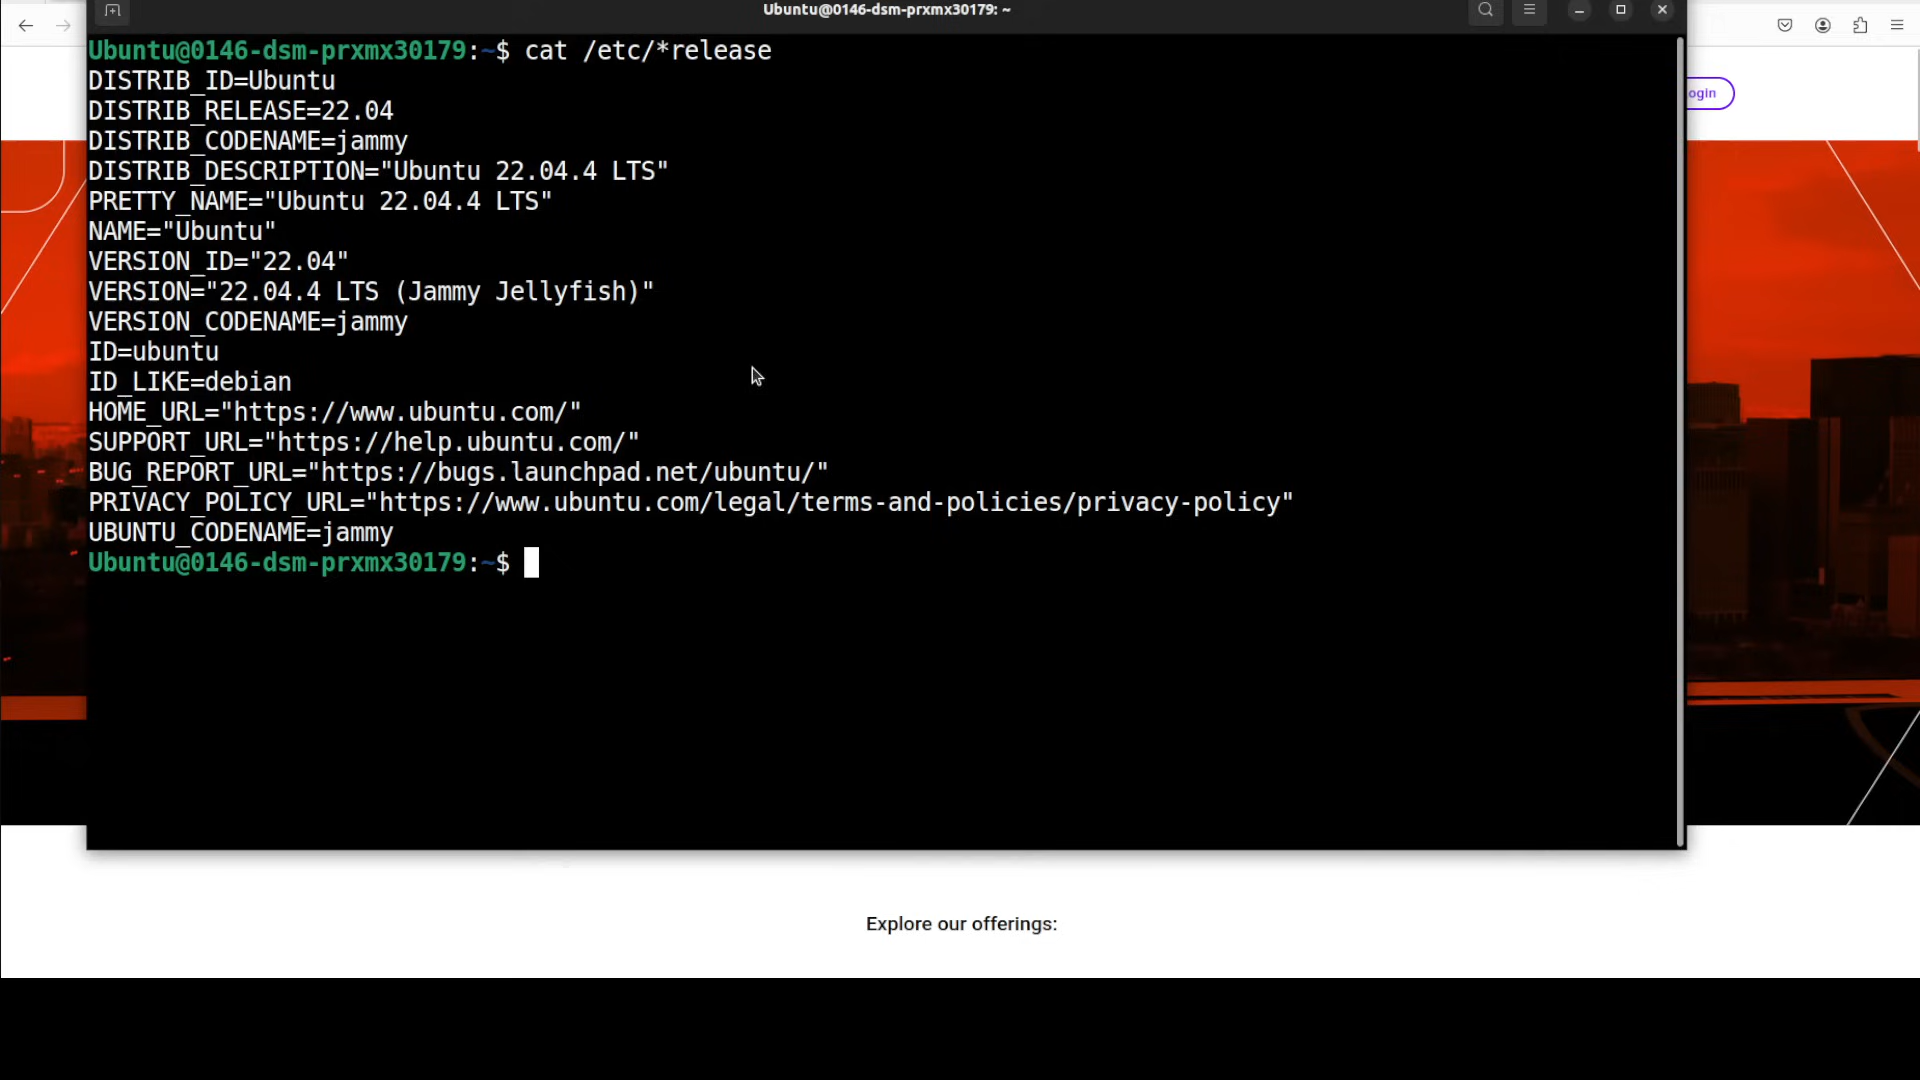 Ubuntu@0146-dsm-prxmx30179: ~
Ubuntu@0146-dsm-prxmx30179:~$ cat /etc/*release
DISTRIB_ID=Ubuntu
DISTRIB_RELEASE=22.04
DISTRIB_CODENAME=jammy
DISTRIB_DESCRIPTION="Ubuntu 22.04.4 LTS"
PRETTY_NAME="Ubuntu 22.04.4 LTS"
NAME="Ubuntu"
VERSION_ID="22.04"
VERSION="22.04.4 LTS (Jammy Jellyfish)"
VERSION_CODENAME=jammy
ID=ubuntu
ID_LIKE=debian
HOME_URL="https://www.ubuntu.com/"
SUPPORT_URL="https://help.ubuntu.com/"
BUG_REPORT_URL="https://bugs.launchpad.net/ubuntu/"
PRIVACY_POLICY_URL="https://www.ubuntu.com/legal/terms-and-policies/privacy-policy"
UBUNTU_CODENAME=jammy
Ubuntu@0146-dsm-prxmx30179:~$
ogin
Explore our offerings: